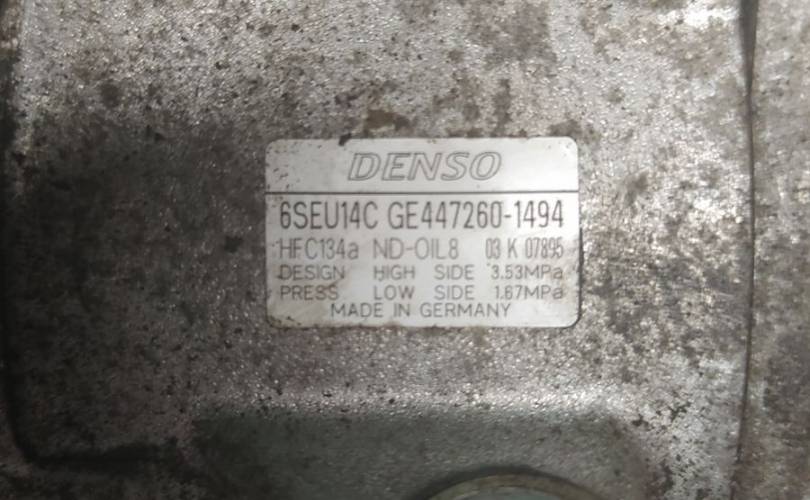 DENSO
6SEU14C GE447260-1494
HFC134a ND-OIL8 03 K 07895
DESIGN HIGH SIDE 3.53MPa
PRESS LOW SIDE 1.67MPa
MADE IN GERMANY